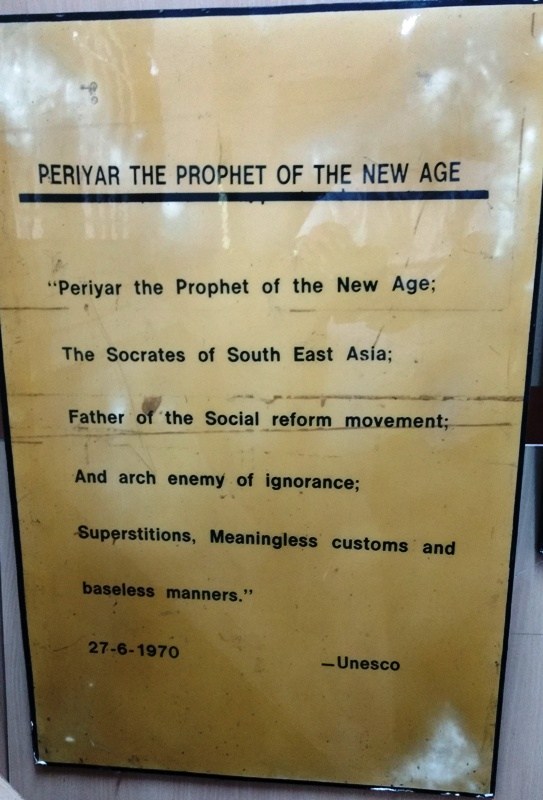 PERIYAR THE PROPHET OF THE NEW AGE
“Periyar the Prophet of the New Age;
The Socrates of South East Asia;
Father of the Social reform movement;
And arch enemy of ignorance;
Superstitions, Meaningless customs and
baseless manners.”
27-6-1970 —Unesco